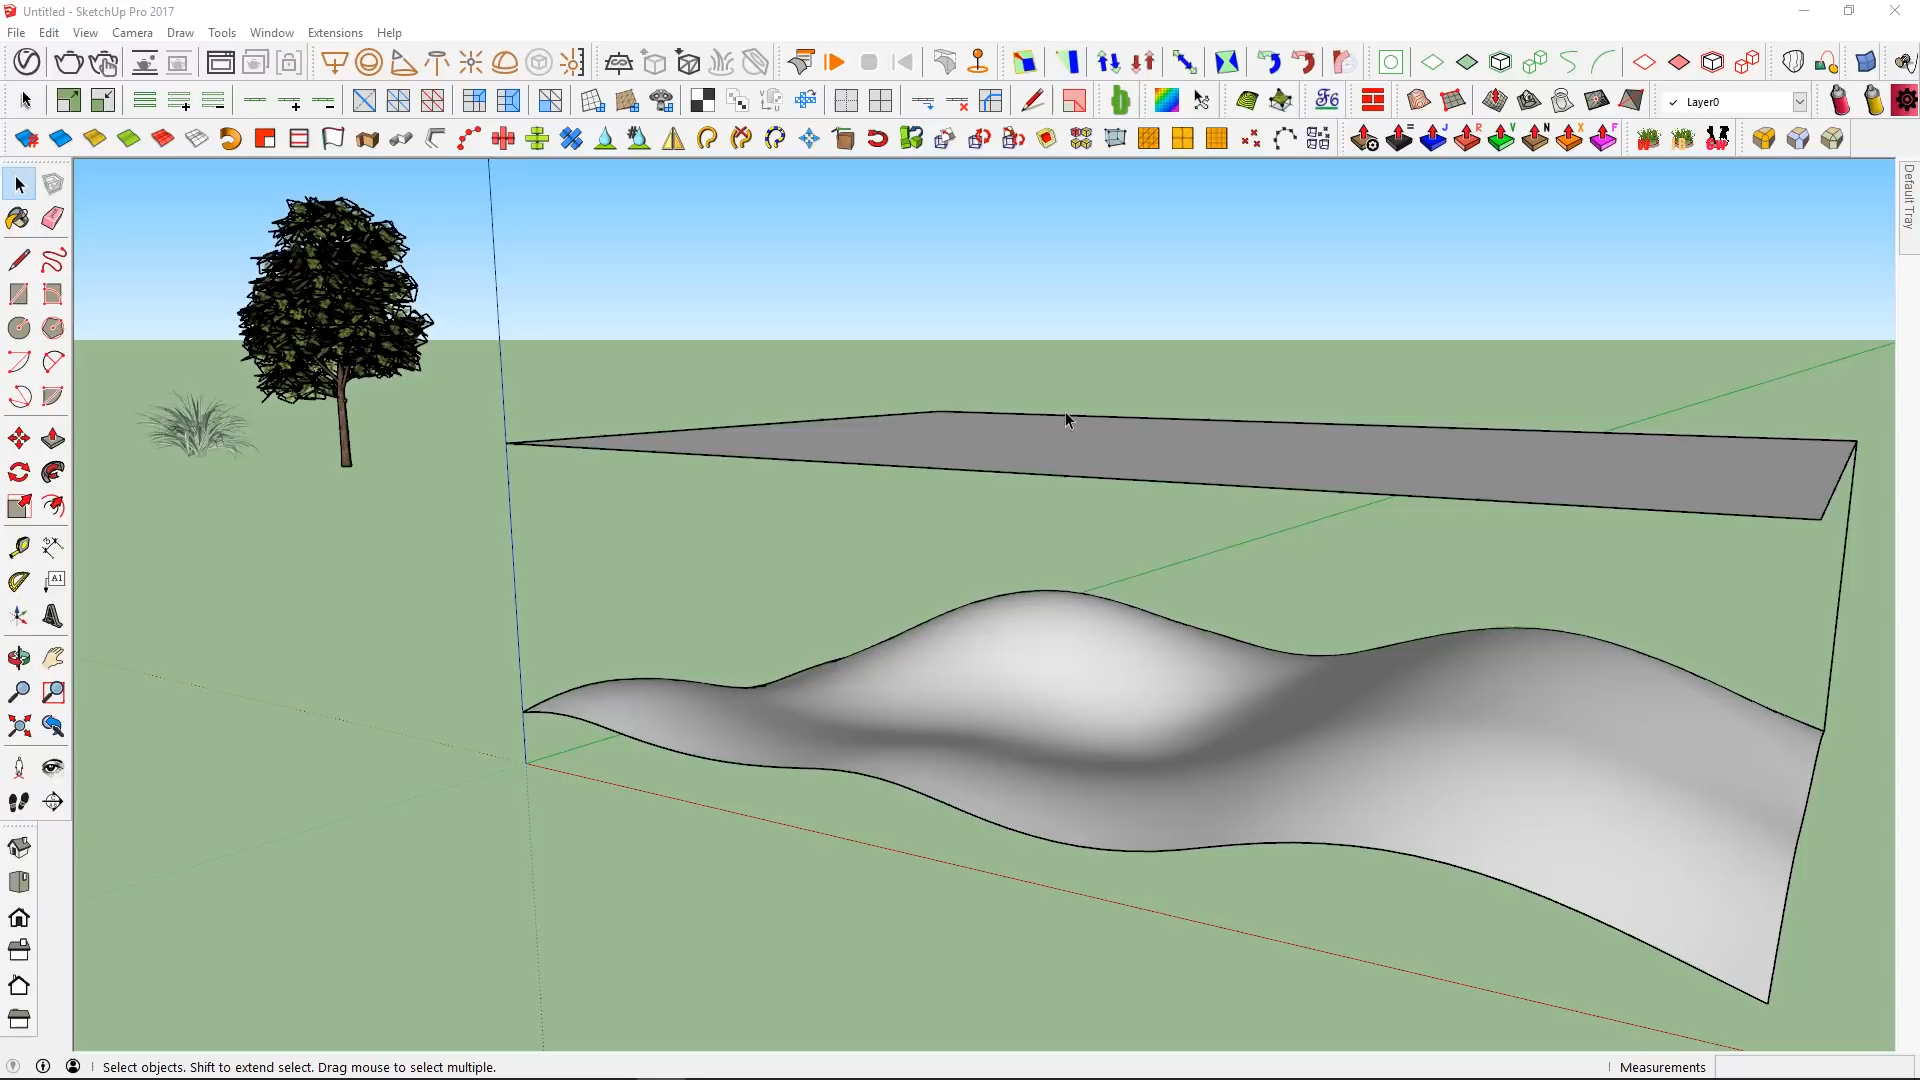 Untitled - SketchUp Pro 2017
File Edit View Camera Draw Tools Window Extensions Help
Layer0
Default Tray
A1
Select objects. Shift to extend select. Drag mouse to select multiple.
Measurements